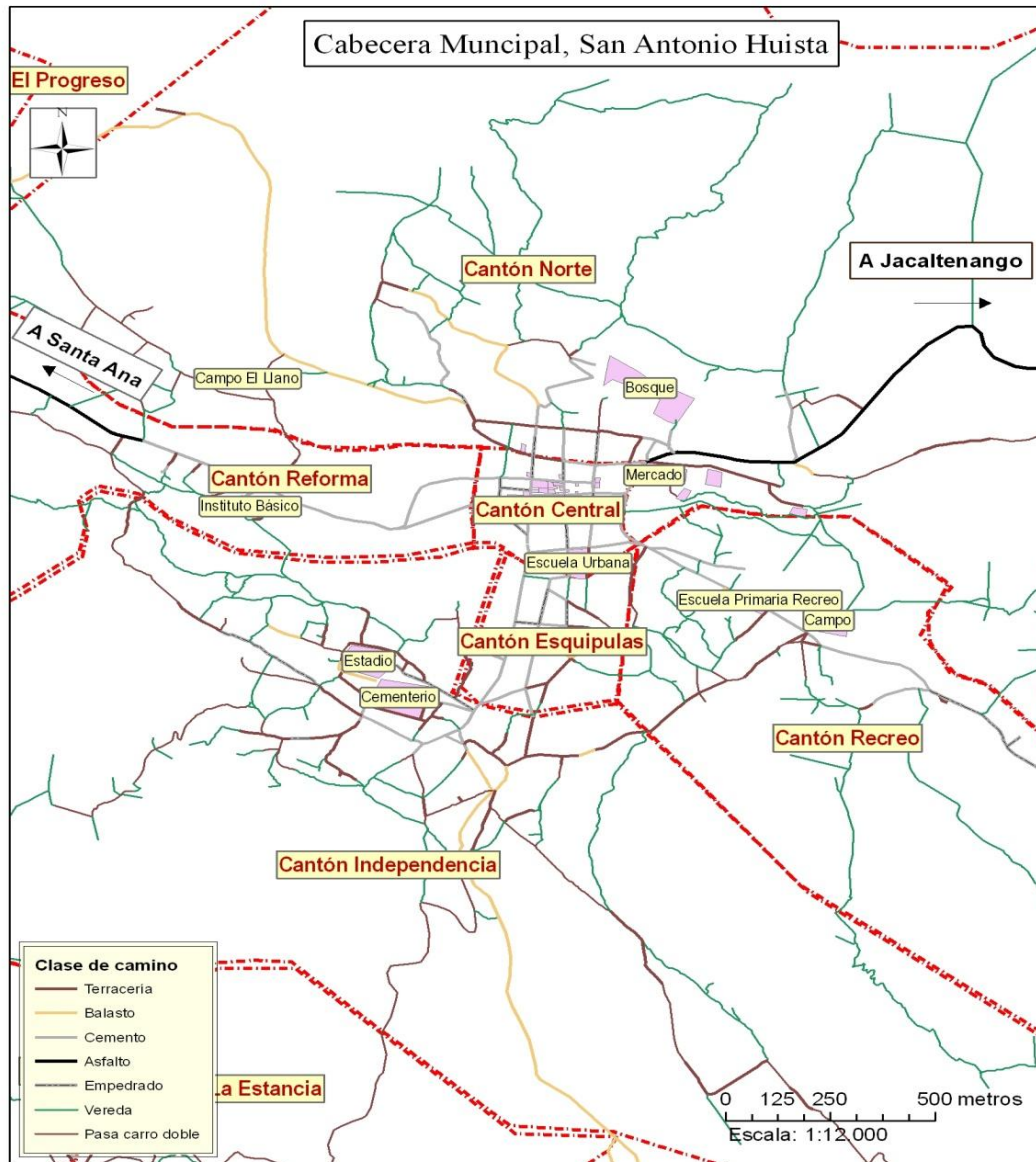 Cabecera Muncipal, San Antonio Huista
El Progreso
N
Cantón Norte
A Jacaltenango
A Santa Ana
Campo El Llano
Bosque
Cantón Reforma
Mercado
Instituto Básico
Cantón Central
Escuela Urbana
Escuela Primaria Recreo
Campo
Cantón Esquipulas
Estadio
Cementerio
Cantón Recreo
Cantón Independencia
Clase de camino
Terraceria
Balasto
Cemento
Asfalto
Empedrado
Vereda
Pasa carro doble
La Estancia
0 125 250 500 metros
Escala: 1:12.000